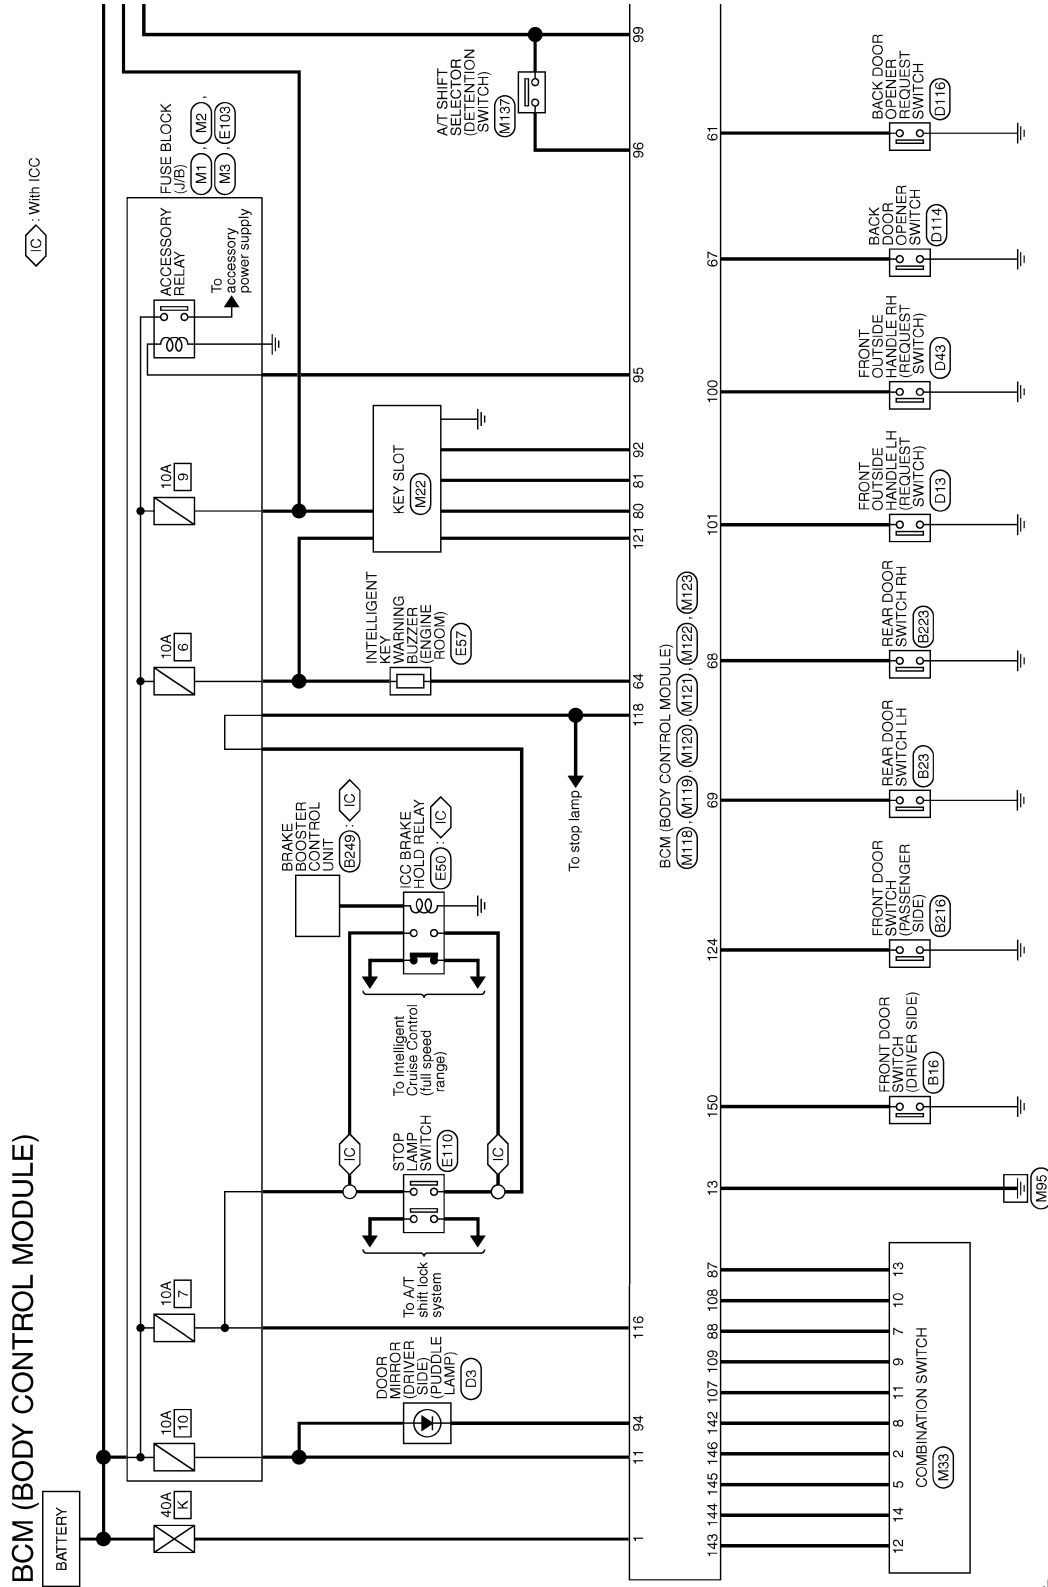 BCM (BODY CONTROL MODULE)
IC : With ICC
BATTERY
40A
K
10A
10
10A
7
10A
6
10A
9
ACCESSORY
RELAY
To
accessory
power supply
FUSE BLOCK
(J/B)
M1 , M2 ,
M3 , E103
DOOR
MIRROR
(DRIVER
SIDE)
(PUDDLE
LAMP)
D3
To A/T
shift lock
system
STOP
LAMP
SWITCH
E110
IC
IC
To Intelligent
Cruise Control
(full speed
range)
BRAKE
BOOSTER
CONTROL
UNIT
B249 : IC
ICC BRAKE
HOLD RELAY
E50 : IC
To stop lamp
INTELLIGENT
KEY
WARNING
BUZZER
(ENGINE
ROOM)
E57
KEY SLOT
M22
A/T SHIFT
SELECTOR
(DETENTION
SWITCH)
M137
1
11
94
116
118
64
121
80
81
92
95
96
99
BCM (BODY CONTROL MODULE)
M118 , M119 , M120 , M121 , M122 , M123
143
144
145
146
142
107
109
88
108
87
13
150
124
69
68
101
100
67
61
12
14
5
2
8
11
9
7
10
13
COMBINATION SWITCH
M33
M95
FRONT DOOR
SWITCH
(DRIVER SIDE)
B16
FRONT DOOR
SWITCH
(PASSENGER
SIDE)
B216
REAR DOOR
SWITCH LH
B23
REAR DOOR
SWITCH RH
B223
FRONT
OUTSIDE
HANDLE LH
(REQUEST
SWITCH)
D13
FRONT
OUTSIDE
HANDLE RH
(REQUEST
SWITCH)
D43
BACK
DOOR
OPENER
SWITCH
D114
BACK DOOR
OPENER
REQUEST
SWITCH
D116